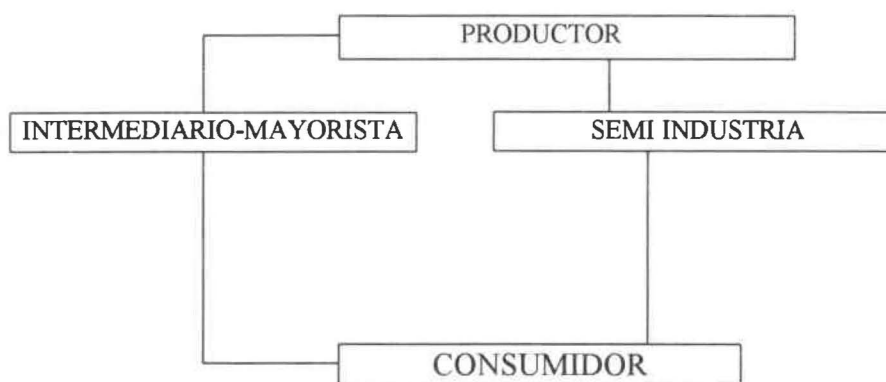 PRODUCTOR
INTERMEDIARIO-MAYORISTA
SEMI INDUSTRIA
CONSUMIDOR